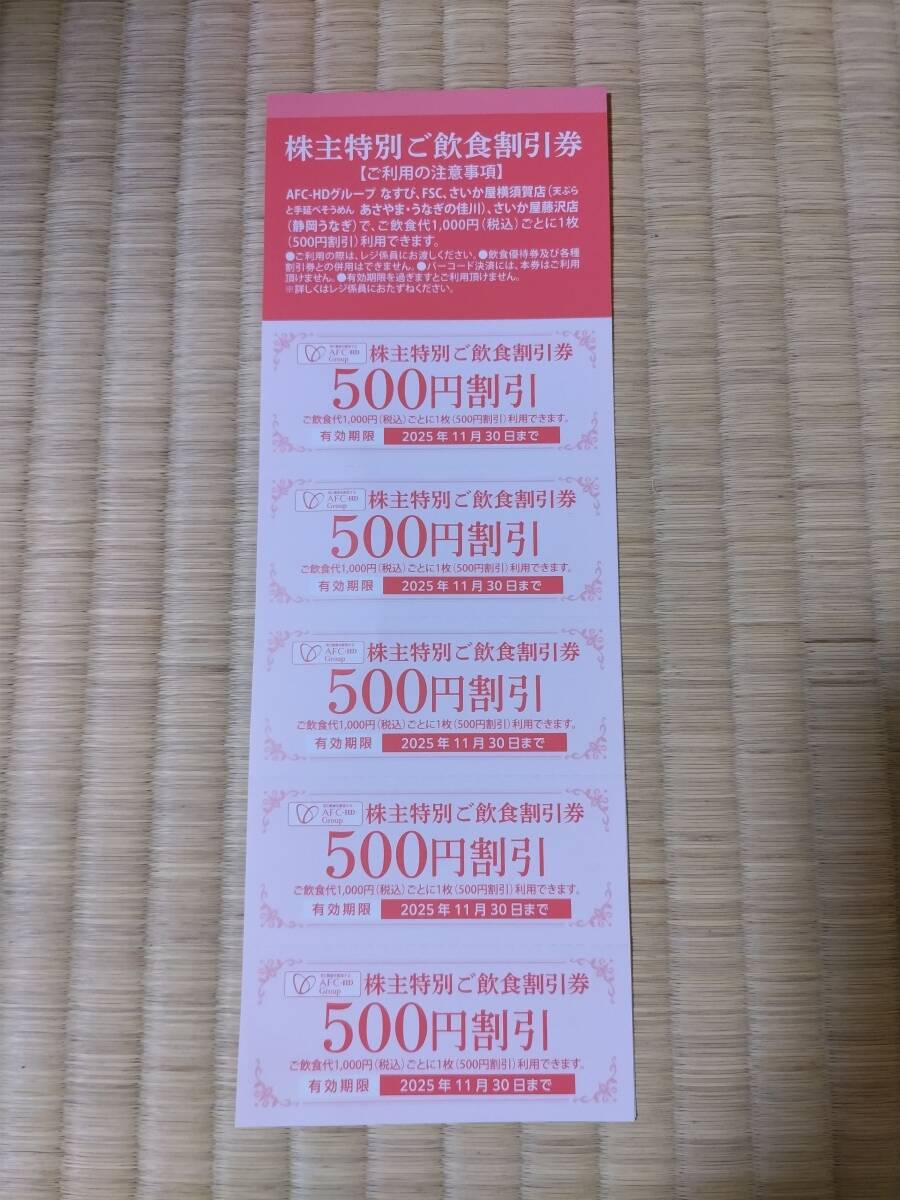 株主特別ご飲食割引券
【ご利用の注意事項】
AFC-HDグループ なすび、FSC、さいか屋横須賀店(天ぷら
と手延べそうめん あさやま・うなぎの佳川)、さいか屋藤沢店
(静岡うなぎ)で、ご飲食代1,000円(税込)ごとに1枚
(500円割引)利用できます。
●ご利用の際は、レジ係員にお渡しください。●飲食優待券及び各種
割引券との併用はできません。●バーコード決済には、本券はご利用
頂けません。●有効期限を過ぎますとご利用頂けません。
※詳しくはレジ係員におたずねください。
AFC-HD Group 株主特別ご飲食割引券
500円割引
ご飲食代1,000円(税込)ごとに1枚(500円割引)利用できます。
有効期限 2025年11月30日まで
AFC-HD Group 株主特別ご飲食割引券
500円割引
ご飲食代1,000円(税込)ごとに1枚(500円割引)利用できます。
有効期限 2025年11月30日まで
AFC-HD Group 株主特別ご飲食割引券
500円割引
ご飲食代1,000円(税込)ごとに1枚(500円割引)利用できます。
有効期限 2025年11月30日まで
AFC-HD Group 株主特別ご飲食割引券
500円割引
ご飲食代1,000円(税込)ごとに1枚(500円割引)利用できます。
有効期限 2025年11月30日まで
AFC-HD Group 株主特別ご飲食割引券
500円割引
ご飲食代1,000円(税込)ごとに1枚(500円割引)利用できます。
有効期限 2025年11月30日まで